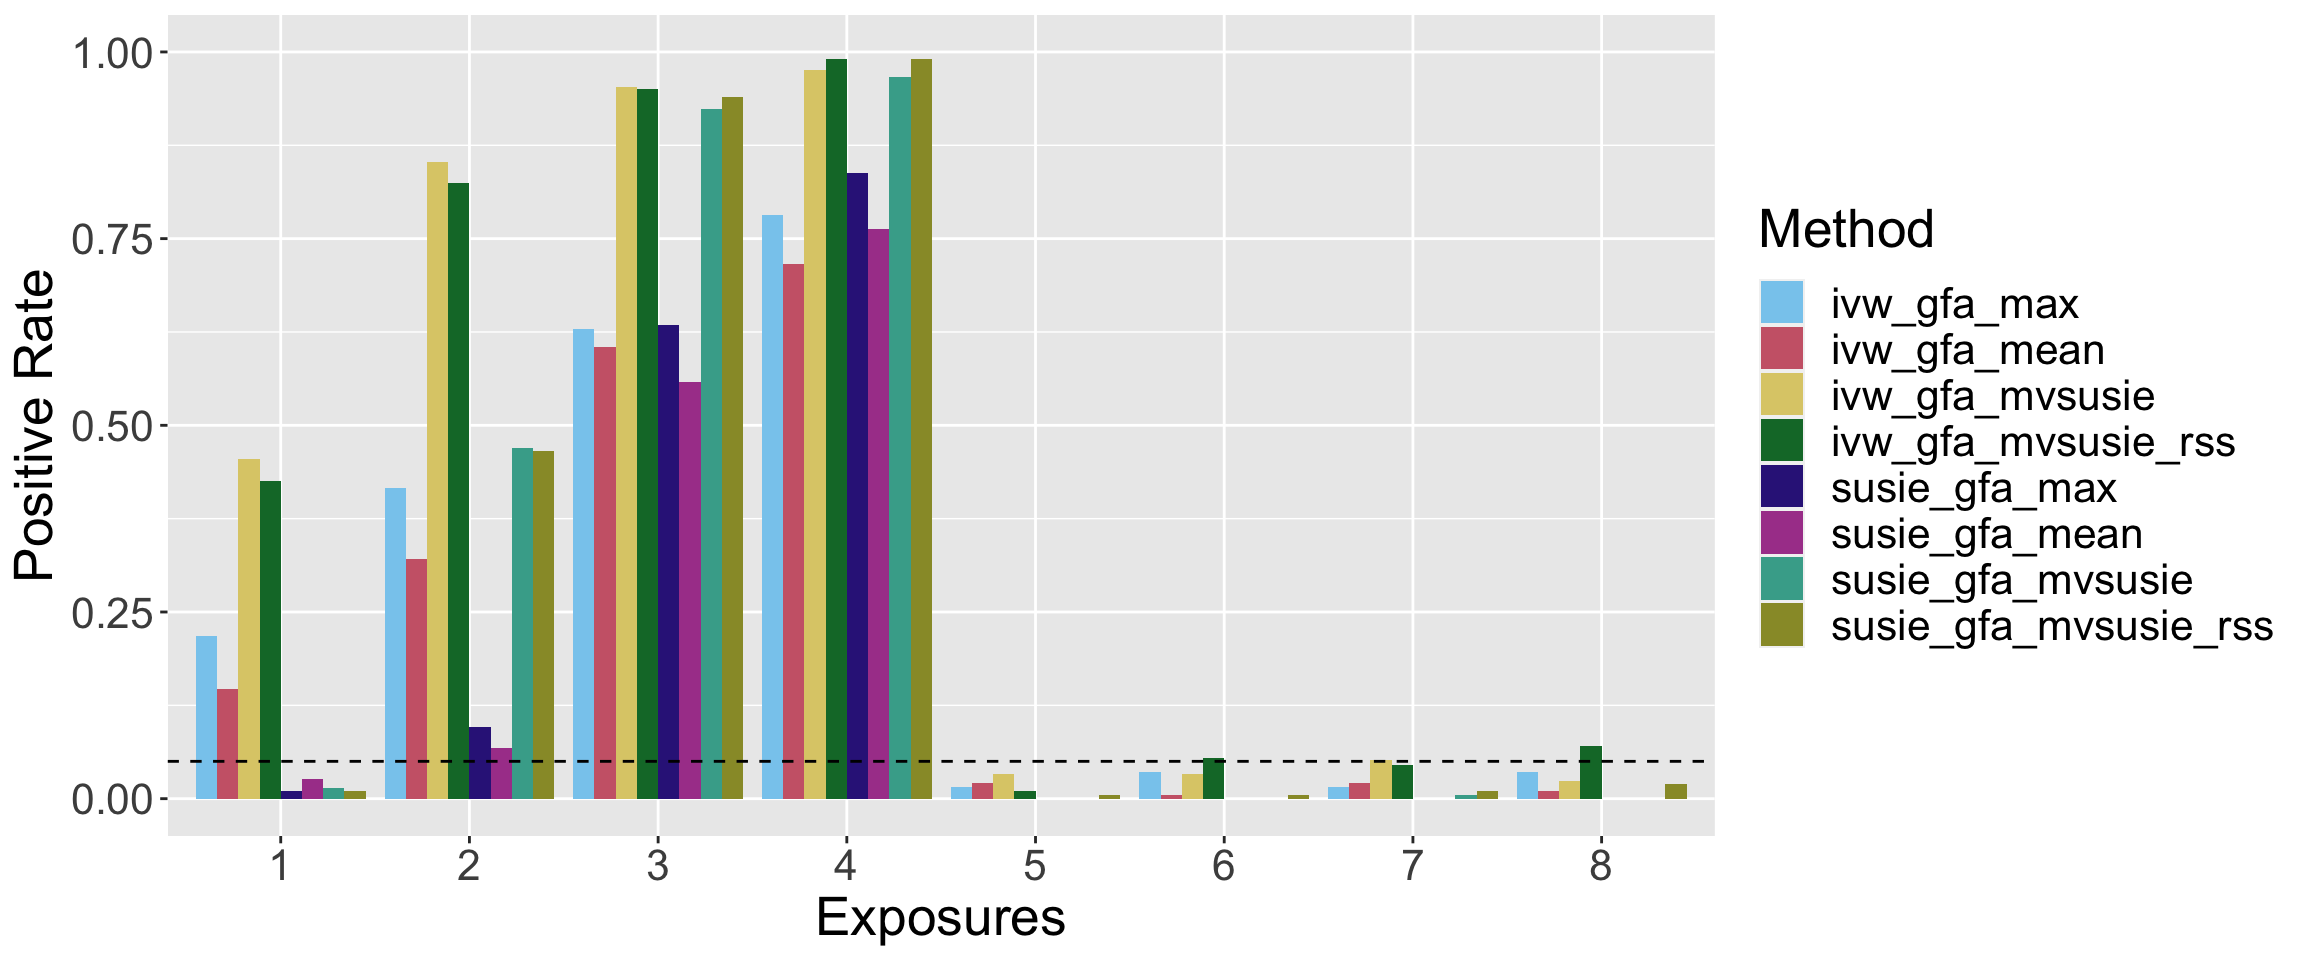 Positive Rate
1.00
0.75
0.50
0.25
0.00
1 2 3 4 5 6 7 8
Exposures
Method
ivw_gfa_max
ivw_gfa_mean
ivw_gfa_mvsusie
ivw_gfa_mvsusie_rss
susie_gfa_max
susie_gfa_mean
susie_gfa_mvsusie
susie_gfa_mvsusie_rss